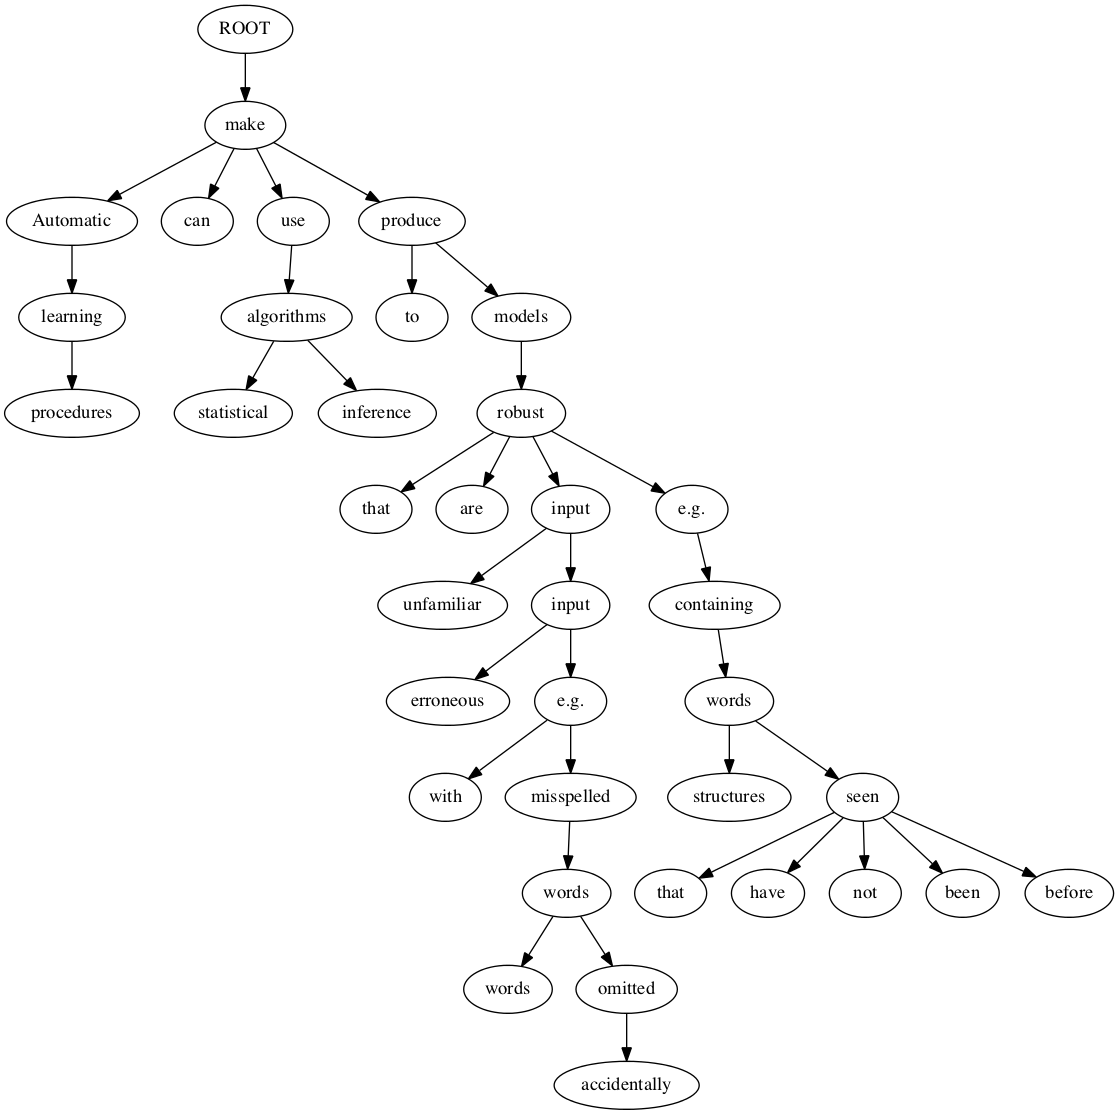 ROOT
make
Automatic can use produce
learning algorithms to models
procedures statistical inference robust
that are input e.g.
unfamiliar input containing
erroneous e.g. words
with misspelled structures seen
words that have not been before
words omitted
accidentally